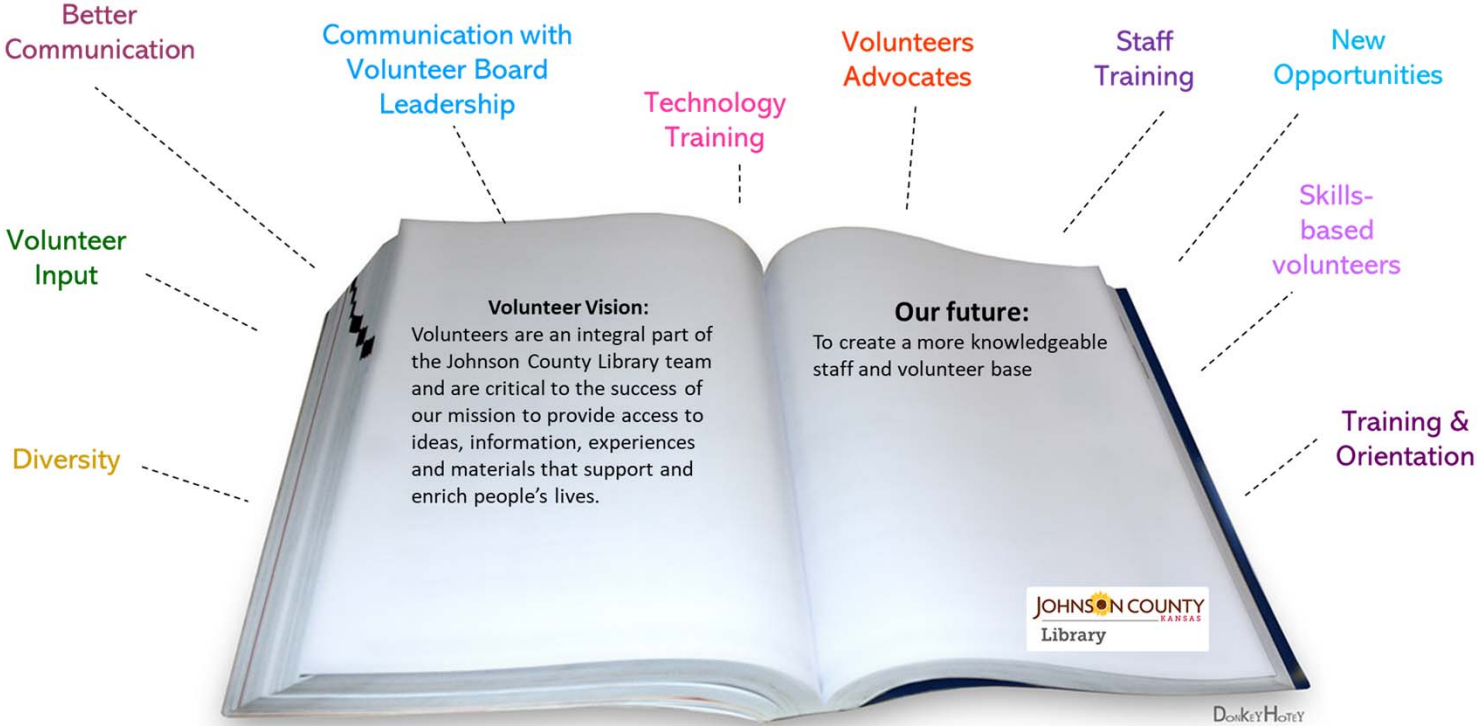 Better
Communication
Communication with
Volunteer Board
Leadership
Technology
Training
Volunteers
Advocates
Staff
Training
New
Opportunities
Skills-
based
volunteers
Training &
Orientation
Volunteer
Input
Diversity
Volunteer Vision:
Volunteers are an integral part of
the Johnson County Library team
and are critical to the success of
our mission to provide access to
ideas, information, experiences
and materials that support and
enrich people’s lives.
Our future:
To create a more knowledgeable
staff and volunteer base
JOHNSON COUNTY
KANSAS
Library
DONKEYHOTEY